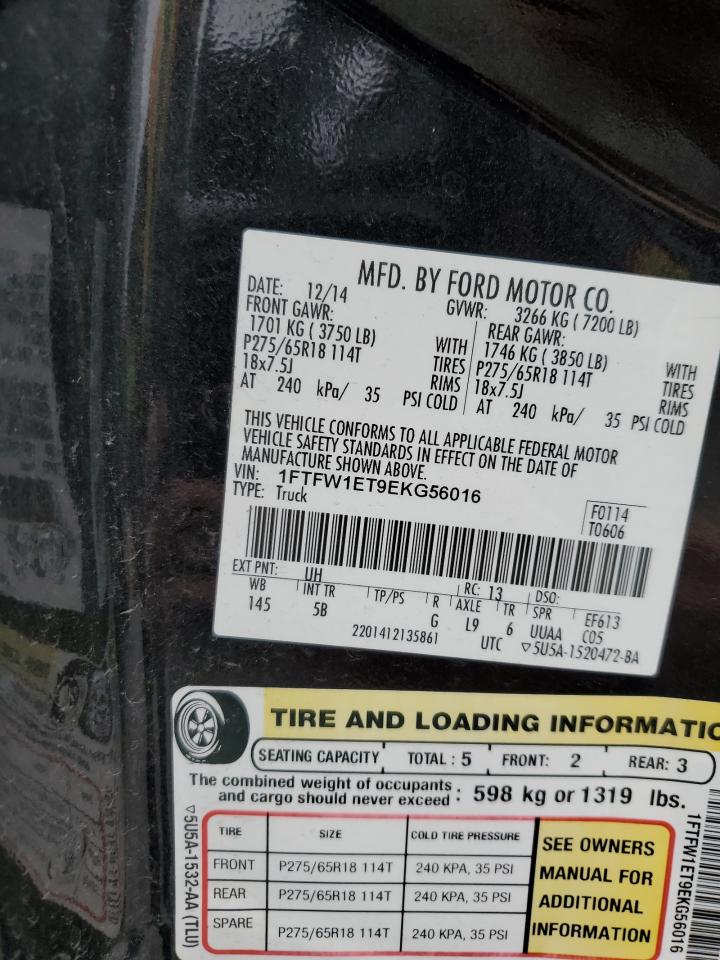 MFD. BY FORD MOTOR CO.
DATE: 12/14 GVWR: 3266 KG ( 7200 LB)
FRONT GAWR: REAR GAWR:
1701 KG ( 3750 LB) WITH 1746 KG ( 3850 LB) WITH
P275/65R18 114T TIRES P275/65R18 114T TIRES
18x7.5J RIMS 18x7.5J RIMS
AT 240 kPa/ 35 PSI COLD AT 240 kPa/ 35 PSI COLD
THIS VEHICLE CONFORMS TO ALL APPLICABLE FEDERAL MOTOR
VEHICLE SAFETY STANDARDS IN EFFECT ON THE DATE OF
MANUFACTURE SHOWN ABOVE.
VIN: 1FTFW1ET9EKG56016
TYPE: Truck
F0114
T0606
EXT PNT: UH RC: 13 DSO:
WB INT TR TP/PS R AXLE TR SPR EF613
145 5B G L9 6 UUAA C05
2201412135861 UTC ▽5U5A-1520472-BA
TIRE AND LOADING INFORMATIO
SEATING CAPACITY TOTAL : 5 FRONT: 2 REAR: 3
The combined weight of occupants
and cargo should never exceed : 598 kg or 1319 lbs.
TIRE SIZE COLD TIRE PRESSURE
FRONT P275/65R18 114T 240 KPA, 35 PSI
REAR P275/65R18 114T 240 KPA, 35 PSI
SPARE P275/65R18 114T 240 KPA, 35 PSI
SEE OWNERS
MANUAL FOR
ADDITIONAL
INFORMATION
▽5U5A-1532-AA (TLU)
1FTFW1ET9EKG56016